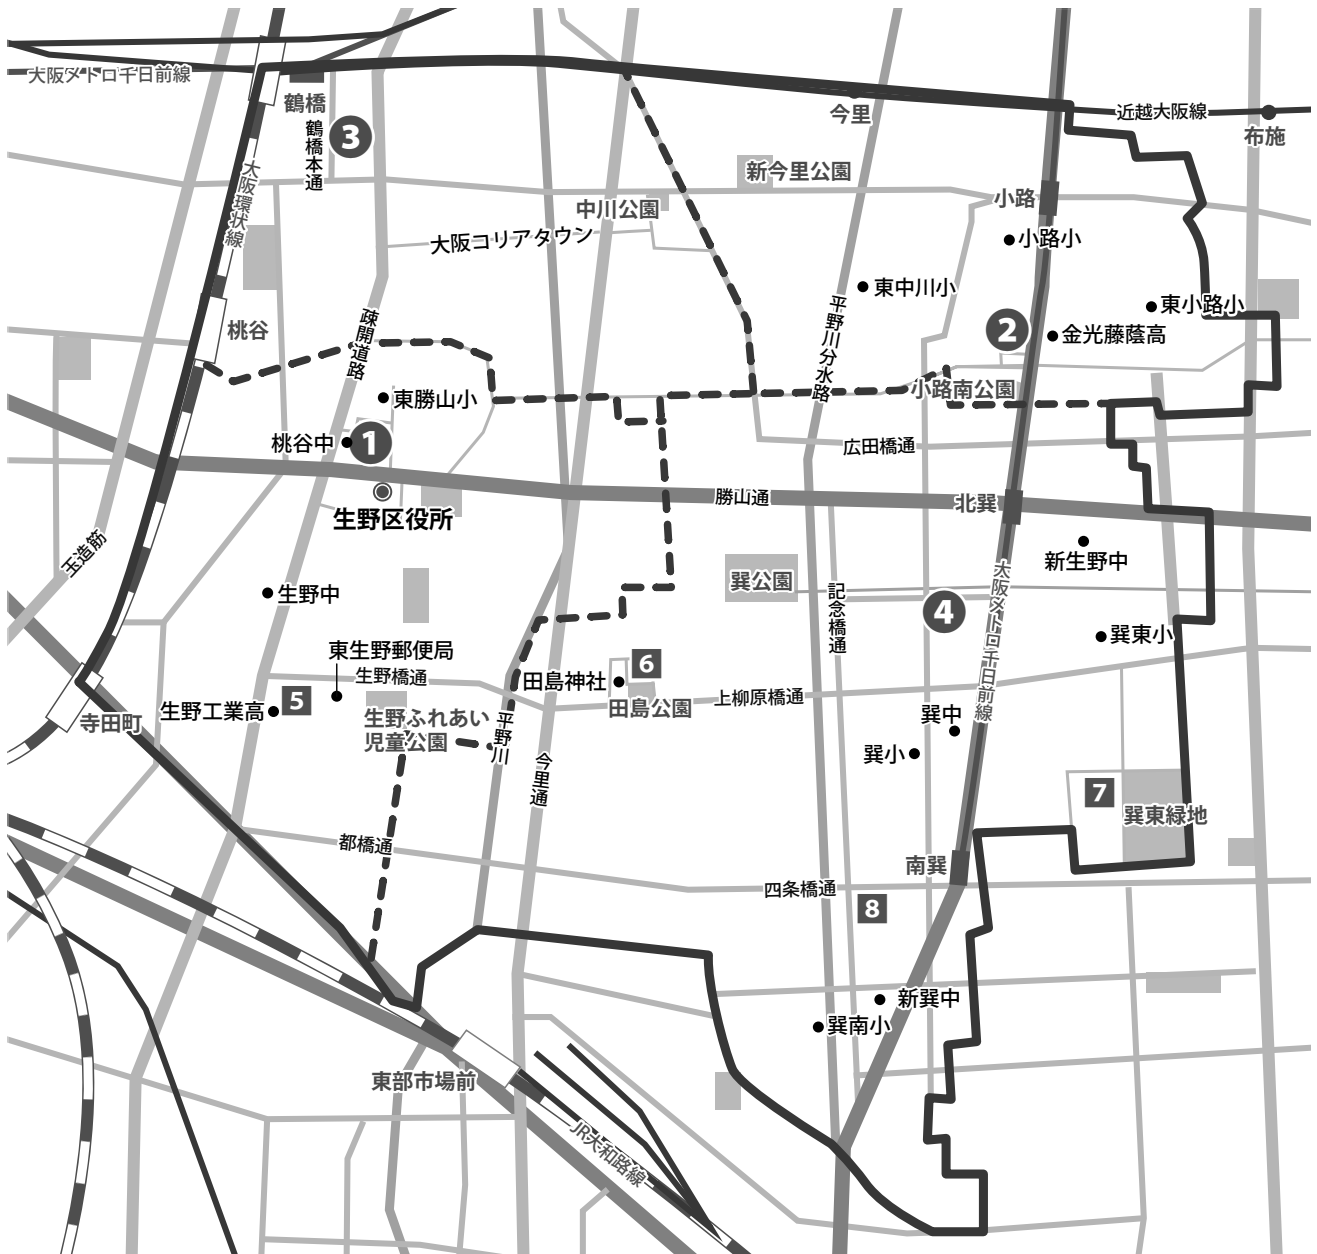 大阪メトロ千日前線
鶴橋
鶴橋本通
3
今里
近越大阪線
布施
大阪環状線
新今里公園
中川公園
小路
大阪コリアタウン
小路小
東中川小
東小路小
桃谷
疎開道路
平野川分水路
2
金光藤蔭高
東勝山小
小路南公園
桃谷中
1
広田橋通
勝山通
北巽
生野区役所
玉造筋
新生野中
巽公園
大阪メトロ千日前線
生野中
記念橋通
4
巽東小
東生野郵便局
生野橋通
田島神社
6
生野工業高
5
田島公園
上柳原橋通
寺田町
生野ふれあい
児童公園
平野川
巽中
今里通
巽小
7
巽東緑地
都橋通
南巽
四条橋通
8
新巽中
巽南小
東部市場前
JR大和路線